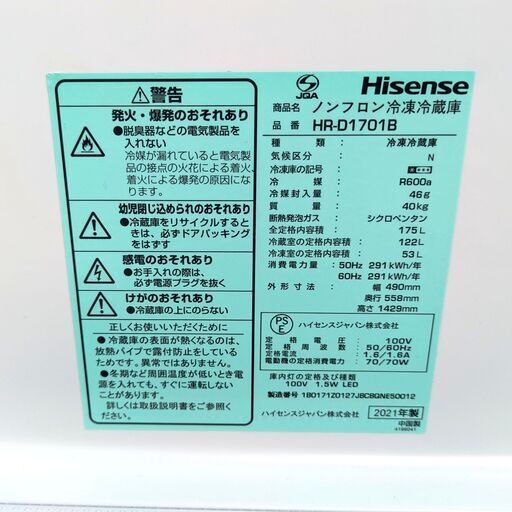 警告
発火・爆発のおそれあり
●脱臭器などの電気製品を
入れない
冷媒が漏れていると電気製
品の接点の火花による着火、
着火による爆発の原因にな
ります。
幼児閉じ込められのおそれあり
●冷蔵庫をリサイクルすると
きは、必ずドアパッキング
をはずす
感電のおそれあり
●お手入れの際は、
必ず電源プラグを抜く
けがのおそれあり
●冷蔵庫の上にのらない
正しくお使いいただくために
●冷蔵庫の表面が熱くなるのは、
放熱パイプで露付防止をしている
ためです。異常ではありません。
●冬期など周囲温度が低いときに
電源を入れても、すぐに運転しない
ことがあります。
詳しくは取扱説明書をご参照くだ
さい。
JQA
Hisense
商品名 ノンフロン冷凍冷蔵庫
品番 HR-D1701B
種類： 冷凍冷蔵庫
気候区分： N
冷凍庫の記号：
冷媒： R600a
冷媒封入量： 46g
質量： 40kg
断熱発泡ガス： シクロペンタン
全定格内容積： 175L
冷蔵室の定格内容積： 122L
冷凍室の定格内容積： 53L
消費電力量： 50Hz 291kWh/年
60Hz 291kWh/年
外形寸法： 幅 490mm
奥行 558mm
高さ 1429mm
PS
E
ハイセンスジャパン株式会社
定格電圧： 100V
定格周波数： 50/60Hz
定格電流： 1.6/1.6A
電動機の定格消費電力： 70/70W
庫内灯の定格及び種類
100V 1.5W LED
製造番号 180171Z0127JBCBQNE50012
ハイセンスジャパン株式会社
2021年製
中国製
4199041